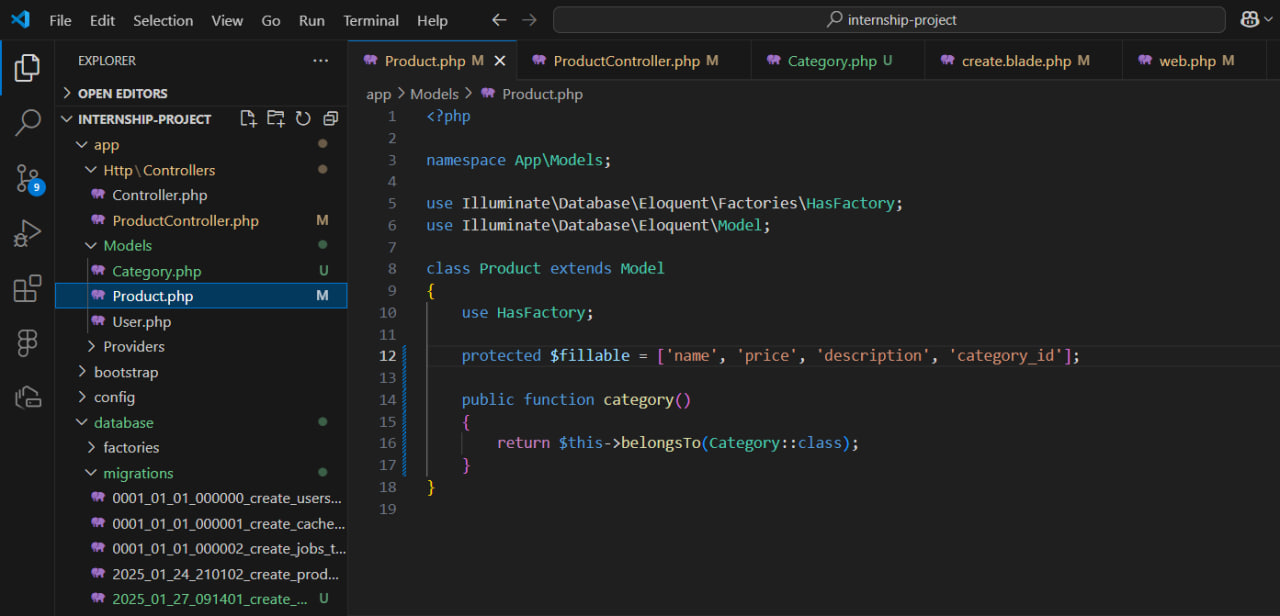 File Edit Selection View Go Run Terminal Help
internship-project
EXPLORER
OPEN EDITORS
INTERNSHIP-PROJECT
app
Http\Controllers
Controller.php
ProductController.php M
Models
Category.php U
Product.php M
User.php
Providers
bootstrap
config
database
factories
migrations
0001_01_01_000000_create_users...
0001_01_01_000001_create_cache...
0001_01_01_000002_create_jobs_t...
2025_01_24_210102_create_prod...
2025_01_27_091401_create_... U
9
Product.php M
ProductController.php M
Category.php U
create.blade.php M
web.php M
app > Models > Product.php
1 <?php
2
3 namespace App\Models;
4
5 use Illuminate\Database\Eloquent\Factories\HasFactory;
6 use Illuminate\Database\Eloquent\Model;
7
8 class Product extends Model
9 {
10 use HasFactory;
11
12 protected $fillable = ['name', 'price', 'description', 'category_id'];
13
14 public function category()
15 {
16 return $this->belongsTo(Category::class);
17 }
18 }
19